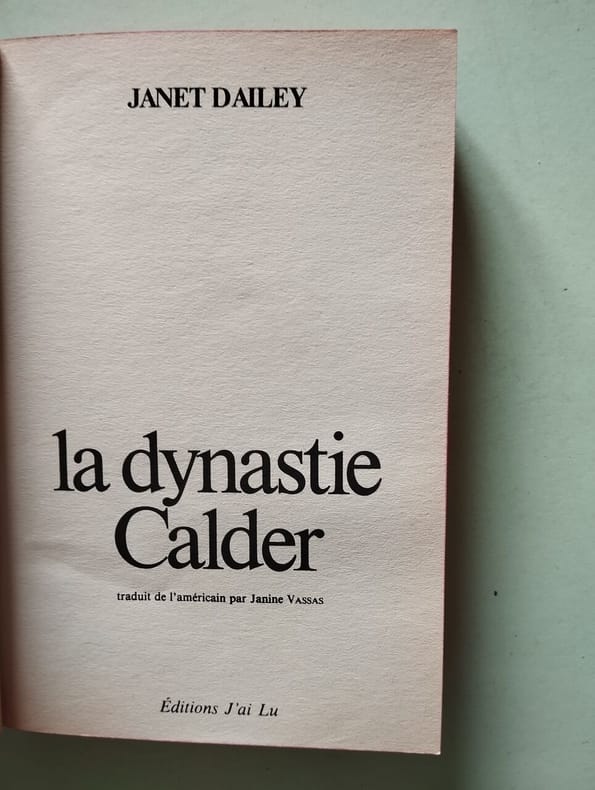 JANET DAILEY
la dynastie
Calder
traduit de l'américain par Janine VASSAS
Éditions J'ai Lu